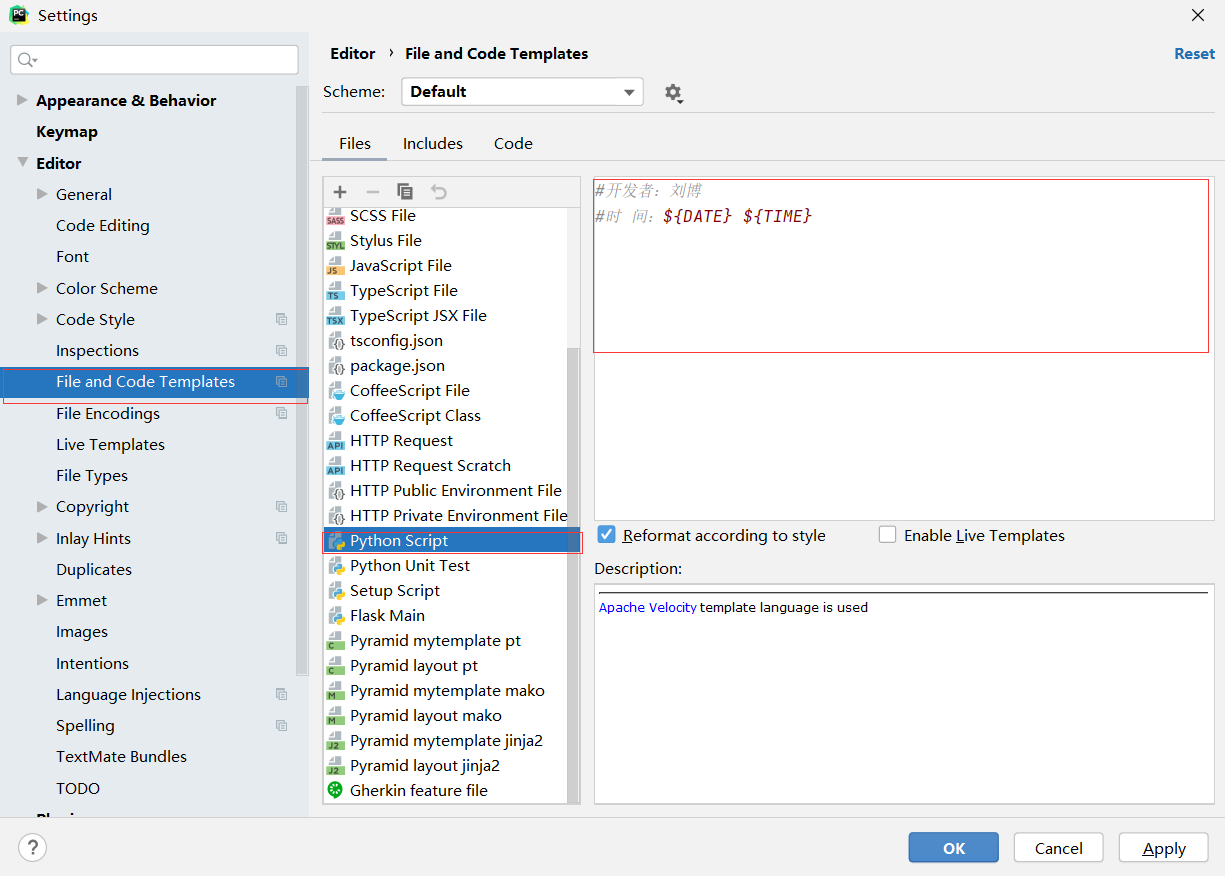 Settings
Appearance & Behavior
Keymap
Editor
General
Code Editing
Font
Color Scheme
Code Style
Inspections
File and Code Templates
File Encodings
Live Templates
File Types
Copyright
Inlay Hints
Duplicates
Emmet
Images
Intentions
Language Injections
Spelling
TextMate Bundles
TODO
Editor › File and Code Templates
Reset
Scheme: Default
Files Includes Code
SCSS File
Stylus File
JavaScript File
TypeScript File
TypeScript JSX File
tsconfig.json
package.json
CoffeeScript File
CoffeeScript Class
HTTP Request
HTTP Request Scratch
HTTP Public Environment File
HTTP Private Environment File
Python Script
Python Unit Test
Setup Script
Flask Main
Pyramid mytemplate pt
Pyramid layout pt
Pyramid mytemplate mako
Pyramid layout mako
Pyramid mytemplate jinja2
Pyramid layout jinja2
Gherkin feature file
#开发者：刘博
#时 间：${DATE} ${TIME}
Reformat according to style
Enable Live Templates
Description:
Apache Velocity template language is used
?
OK
Cancel
Apply